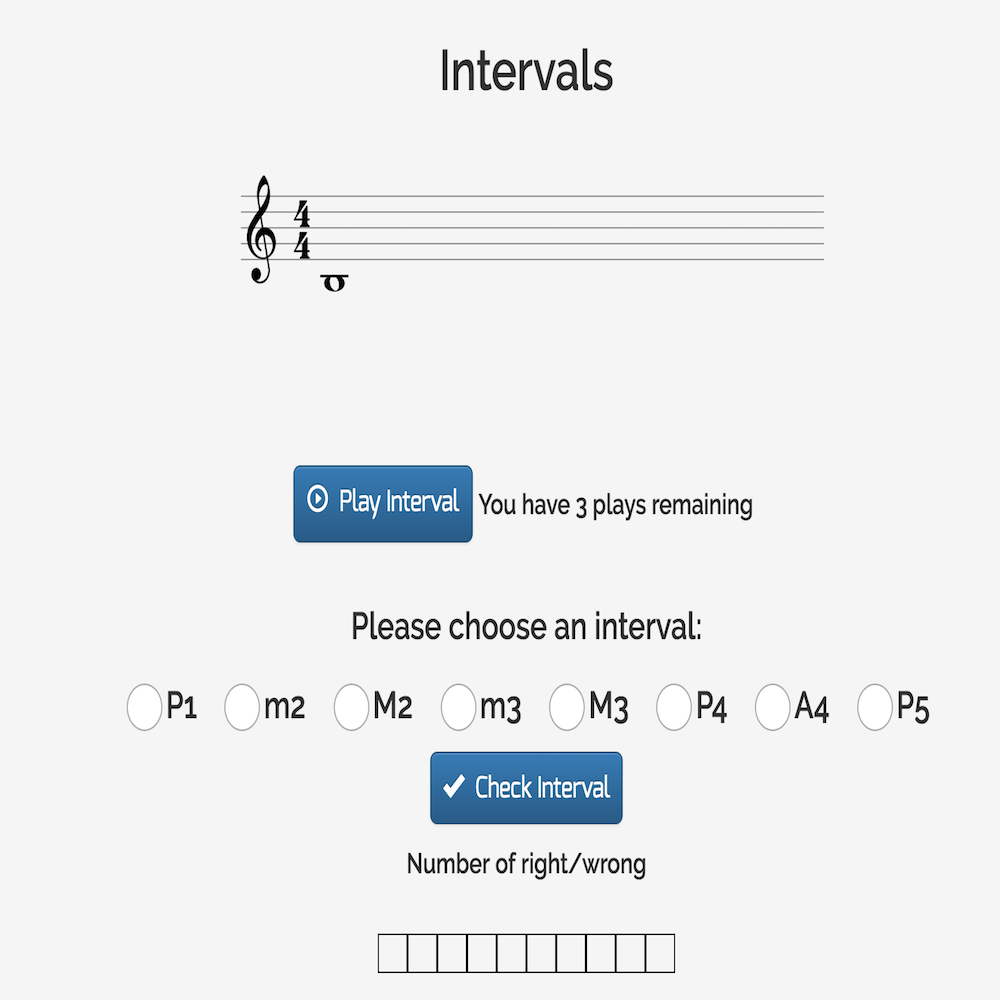 Intervals
4
4
Play Interval You have 3 plays remaining
Please choose an interval:
P1 m2 M2 m3 M3 P4 A4 P5
Check Interval
Number of right/wrong